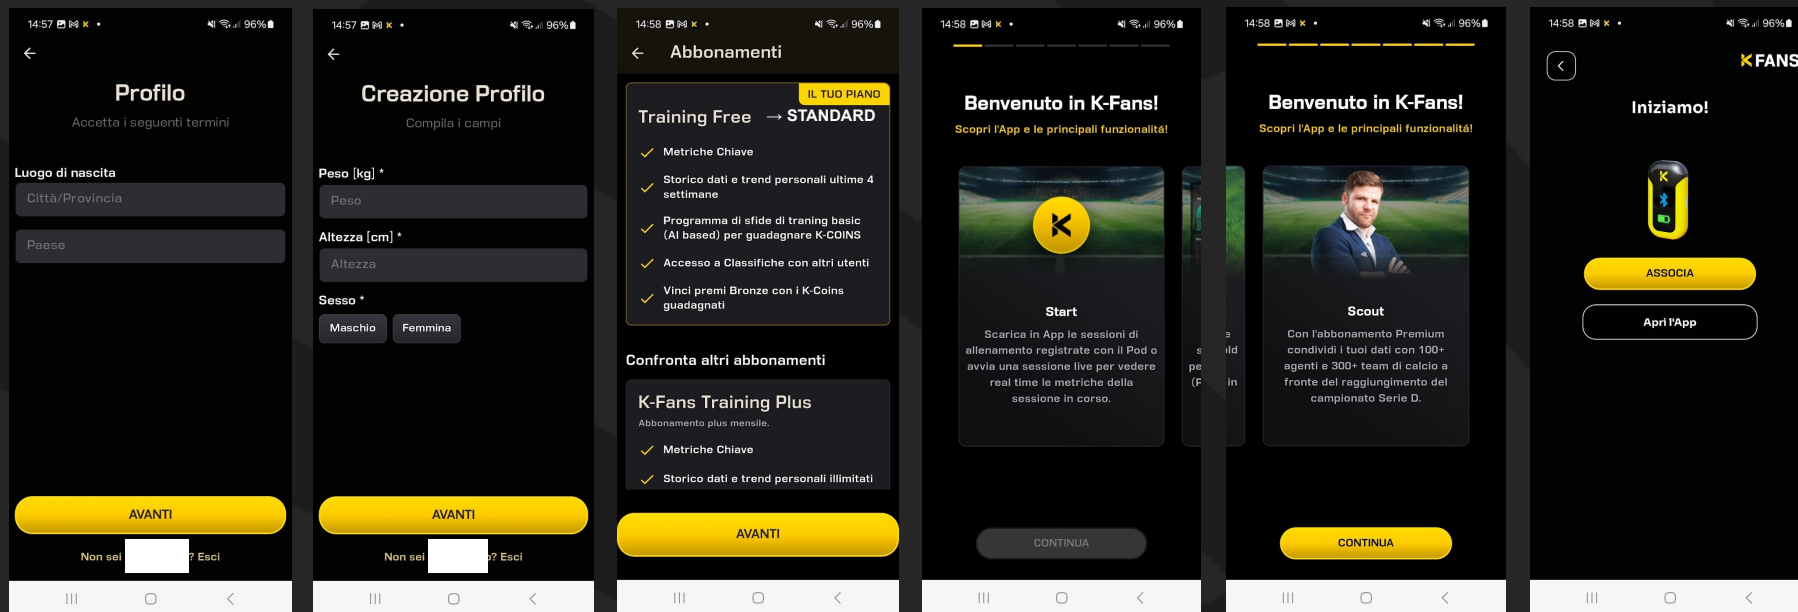 14:57
96%
Profilo
Accetta i seguenti termini
Luogo di nascita
Città/Provincia
Paese
AVANTI
Non sei
? Esci
14:57
96%
Creazione Profilo
Compila i campi
Peso [kg] *
Peso
Altezza [cm] *
Altezza
Sesso *
Maschio
Femmina
AVANTI
Non sei
? Esci
14:58
96%
Abbonamenti
IL TUO PIANO
Training Free → STANDARD
Metriche Chiave
Storico dati e trend personali ultime 4
settimane
Programma di sfide di traning basic
(AI based) per guadagnare K-COINS
Accesso a Classifiche con altri utenti
Vinci premi Bronze con i K-Coins
guadagnati
Confronta altri abbonamenti
K-Fans Training Plus
Abbonamento plus mensile.
Metriche Chiave
Storico dati e trend personali illimitati
AVANTI
14:58
96%
Benvenuto in K-Fans!
Scopri l'App e le principali funzionalitá!
Start
Scarica in App le sessioni di
allenamento registrate con il Pod o
avvia una sessione live per vedere
real time le metriche della
sessione in corso.
CONTINUA
14:58
96%
Benvenuto in K-Fans!
Scopri l'App e le principali funzionalitá!
Scout
Con l'abbonamento Premium
condividi i tuoi dati con 100+
agenti e 300+ team di calcio a
fronte del raggiungimento del
campionato Serie D.
CONTINUA
14:58
96%
K FANS
Iniziamo!
ASSOCIA
Apri l'App